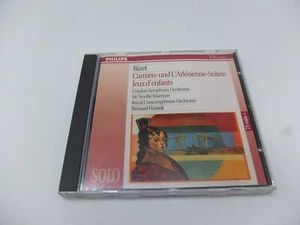 PHILIPS
Bizet
Carmen- und L'Arlésienne-Suiten
Jeux d'enfants
London Symphony Orchestra
Sir Neville Marriner
Royal Concertgebouw Orchestra
Bernard Haitink
SOLO